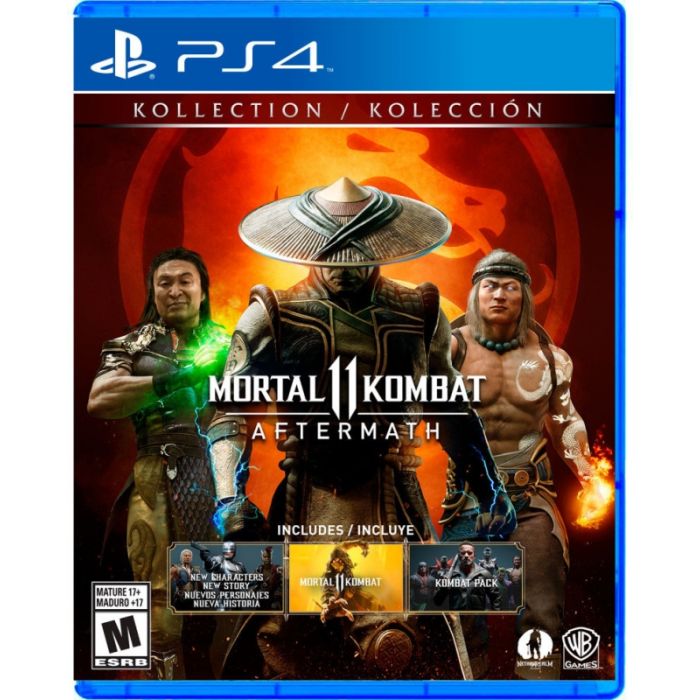 PS4
KOLLECTION / KOLECCIÓN
MORTAL 11 KOMBAT
AFTERMATH
INCLUDES / INCLUYE
NEW CHARACTERS
NEW STORY
NUEVOS PERSONAJES
NUEVA HISTORIA
MORTAL 11 KOMBAT
KOMBAT PACK
MATURE 17+
MADURO +17
M
ESRB
NETHERREALM
WB
GAMES